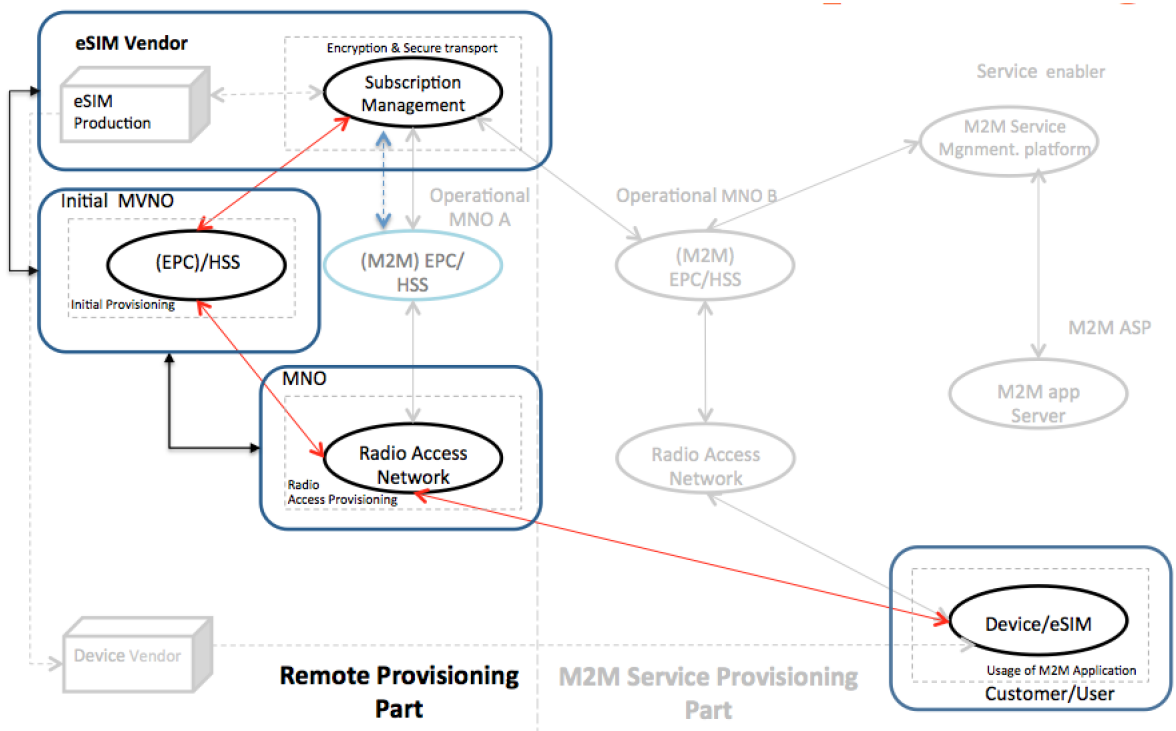 eSIM Vendor
Encryption & Secure transport
Subscription
Management
eSIM
Production
Service enabler
M2M Service
Mgnment. platform
Initial MVNO
Operational
MNO A
Operational MNO B
(EPC)/HSS
(M2M) EPC/
HSS
(M2M)
EPC/HSS
Initial Provisioning
M2M ASP
MNO
M2M app
Server
Radio Access
Network
Radio
Access Provisioning
Radio Access
Network
Device/eSIM
Usage of M2M Application
Customer/User
Device Vendor
Remote Provisioning
Part
M2M Service Provisioning
Part